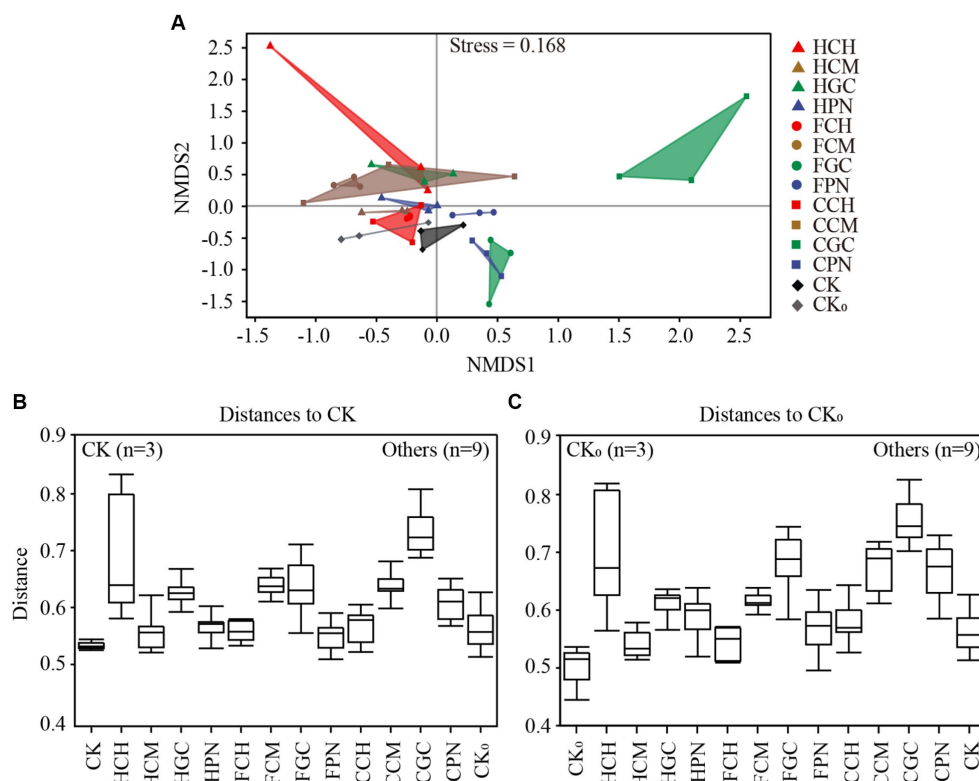 A
Stress = 0.168
NMDS2
2.5
2.0
1.5
1.0
0.5
0.0
-0.5
-1.0
-1.5
-1.5 -1.0 -0.5 0.0 0.5 1.0 1.5 2.0 2.5
NMDS1
HCH
HCM
HGC
HPN
FCH
FCM
FGC
FPN
CCH
CCM
CGC
CPN
CK
CK₀
B
Distances to CK
CK (n=3) Others (n=9)
Distance
0.9
0.8
0.7
0.6
0.5
0.4
CK HCH HCM HGC HPN FCH FCM FGC FPN CCH CCM CGC CPN CK₀
C
Distances to CK₀
CK₀ (n=3) Others (n=9)
0.9
0.8
0.7
0.6
0.5
0.4
CK₀ HCH HCM HGC HPN FCH FCM FGC FPN CCH CCM CGC CPN CK